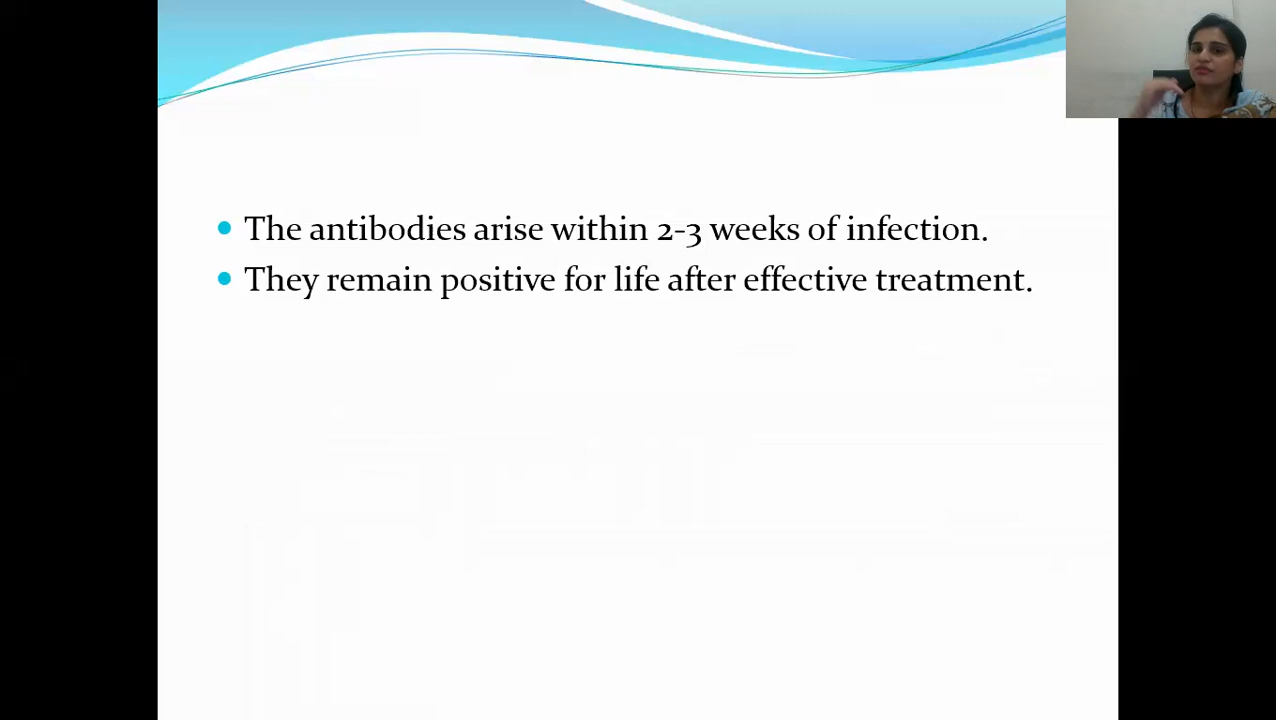 The antibodies arise within 2-3 weeks of infection.
They remain positive for life after effective treatment.